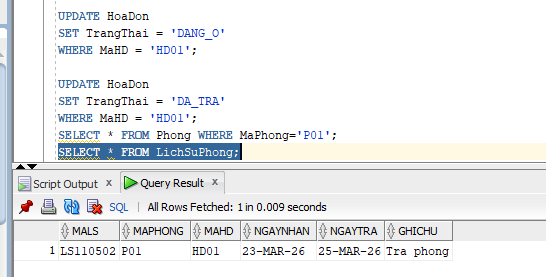 UPDATE HoaDon
SET TrangThai = 'DANG_O'
WHERE MaHD = 'HD01';
UPDATE HoaDon
SET TrangThai = 'DA_TRA'
WHERE MaHD = 'HD01';
SELECT * FROM Phong WHERE MaPhong='P01';
SELECT * FROM LichSuPhong;
Script Output x Query Result x
SQL | All Rows Fetched: 1 in 0.009 seconds
MALS MAPHONG MAHD NGAYNHAN NGAYTRA GHICHU
1 LS110502 P01 HD01 23-MAR-26 25-MAR-26 Tra phong